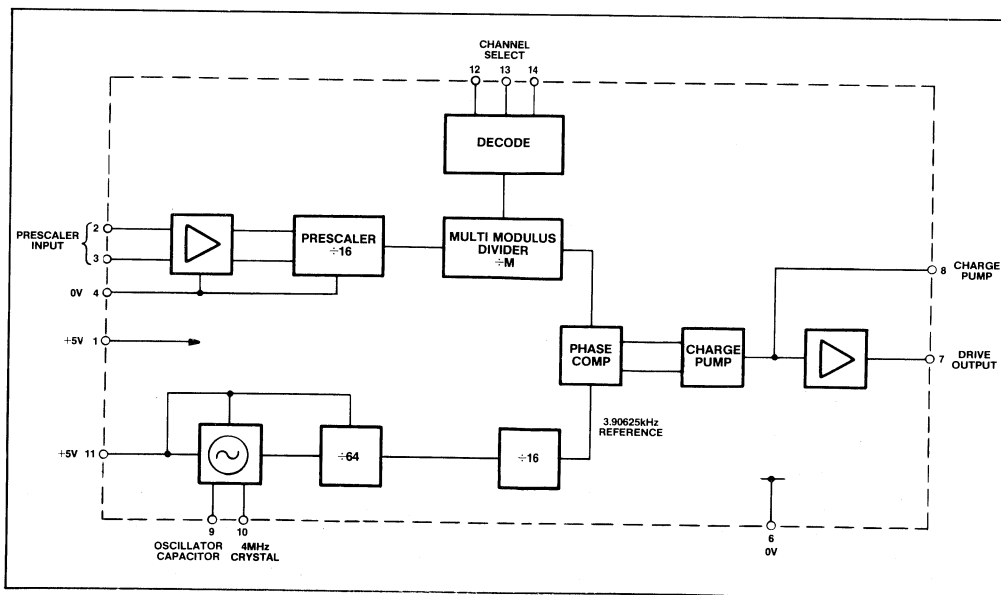 CHANNEL
SELECT
12 13 14
DECODE
PRESCALER
INPUT
2
3
PRESCALER
÷16
MULTI MODULUS
DIVIDER
÷M
0V 4
+5V 1
8 CHARGE
PUMP
PHASE
COMP
CHARGE
PUMP
7 DRIVE
OUTPUT
3.90625kHz
REFERENCE
+5V 11
÷64
÷16
9 10
OSCILLATOR
CAPACITOR
4MHz
CRYSTAL
6
0V